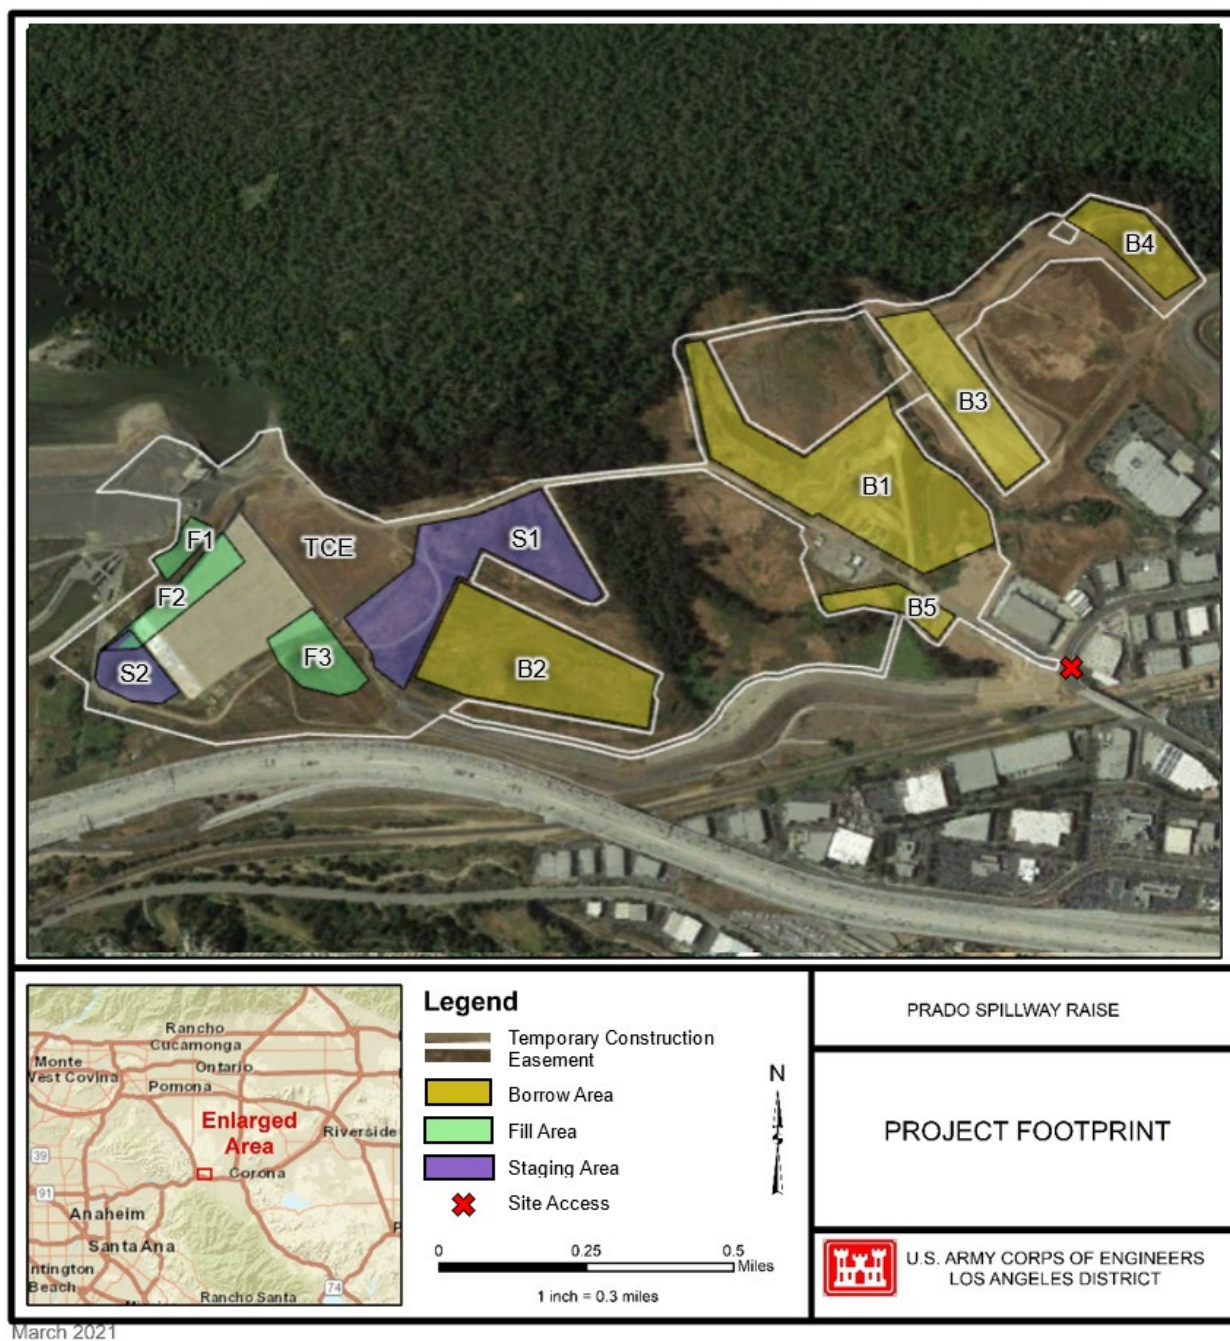 B4
B3
B1
S1
F1
TCE
F2
B5
F3
B2
S2
Legend
Temporary Construction
Easement
Borrow Area
Fill Area
Staging Area
Site Access
N
0
0.25
0.5
Miles
1 inch = 0.3 miles
PRADO SPILLWAY RAISE
PROJECT FOOTPRINT
U.S. ARMY CORPS OF ENGINEERS
LOS ANGELES DISTRICT
Rancho
Cucamonga
Monte
West Covina
Ontario
Pomona
Enlarged
Area
Riverside
39
Corona
91
Anaheim
Santa Ana
ntington
Beach
74
Rancho Santa
March 2021